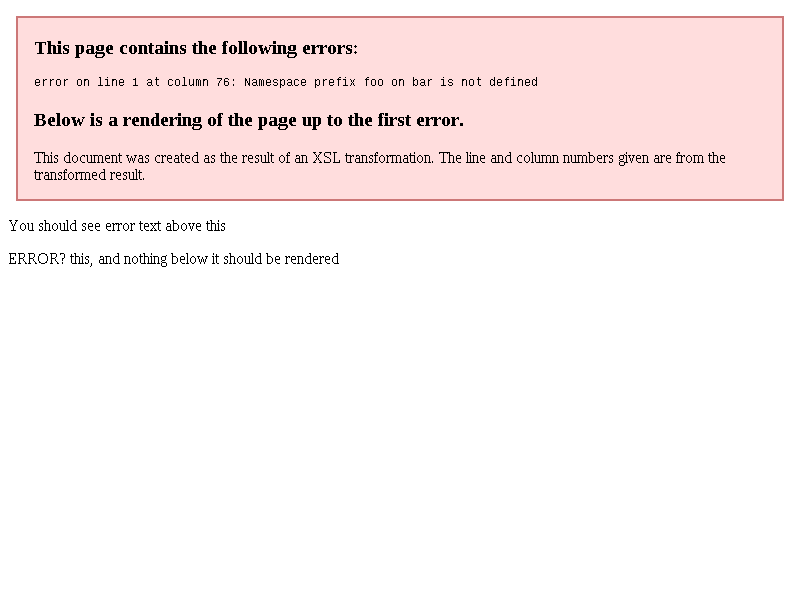 This page contains the following errors:
error on line 1 at column 76: Namespace prefix foo on bar is not defined
Below is a rendering of the page up to the first error.
This document was created as the result of an XSL transformation. The line and column numbers given are from the
transformed result.
You should see error text above this
ERROR? this, and nothing below it should be rendered